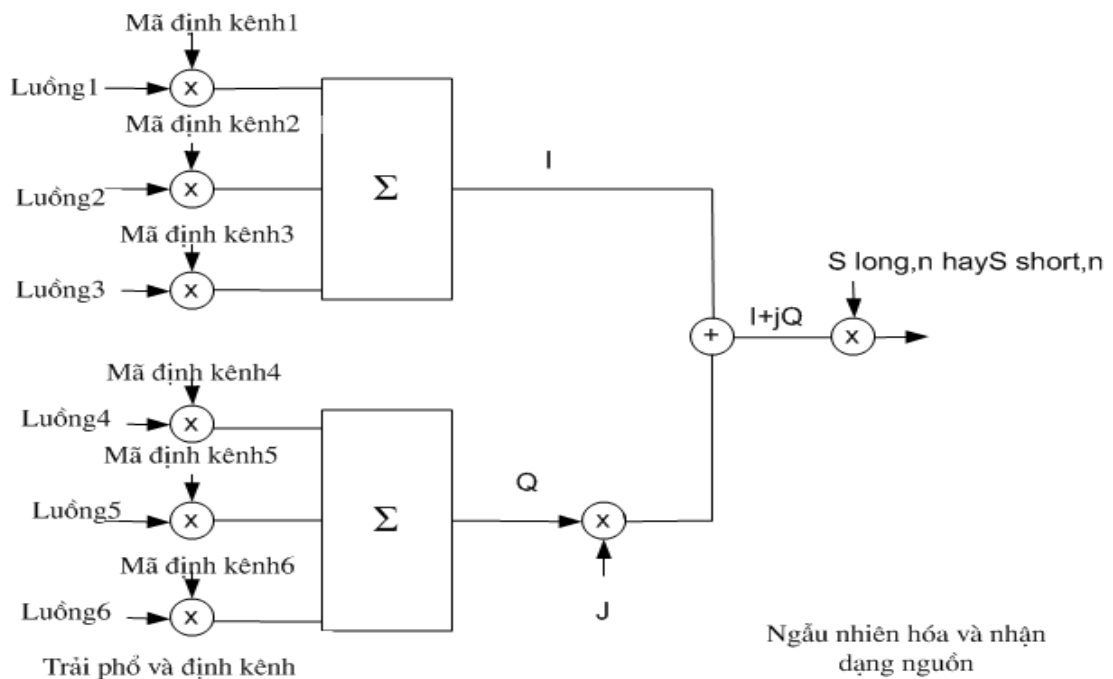 Mã định kênh1
Luồng1
x
Mã định kênh2
Luồng2
x
Σ
I
Mã định kênh3
Luồng3
x
S long,n hayS short,n
+
I+jQ
x
Mã định kênh4
Luồng4
x
Mã định kênh5
Luồng5
x
Σ
Q
x
J
Mã định kênh6
Luồng6
x
Trải phổ và định kênh
Ngẫu nhiên hóa và nhận
dạng nguồn